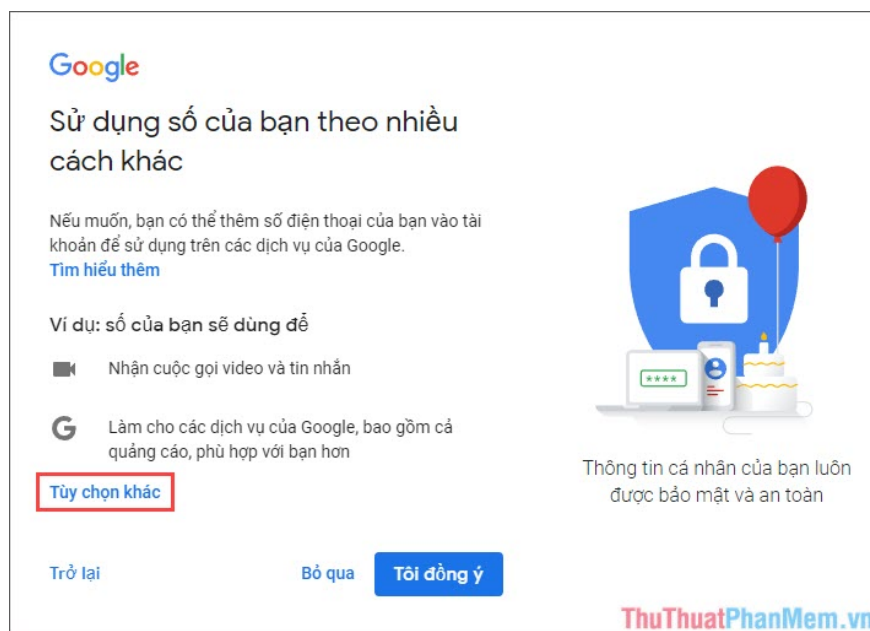 Google
Sử dụng số của bạn theo nhiều
cách khác
Nếu muốn, bạn có thể thêm số điện thoại của bạn vào tài
khoản để sử dụng trên các dịch vụ của Google.
Tìm hiểu thêm
Ví dụ: số của bạn sẽ dùng để
Nhận cuộc gọi video và tin nhắn
G
Làm cho các dịch vụ của Google, bao gồm cả
quảng cáo, phù hợp với bạn hơn
Tùy chọn khác
Trở lại
Bỏ qua
Tôi đồng ý
****
Thông tin cá nhân của bạn luôn
được bảo mật và an toàn
ThuThuatPhanMem.vn